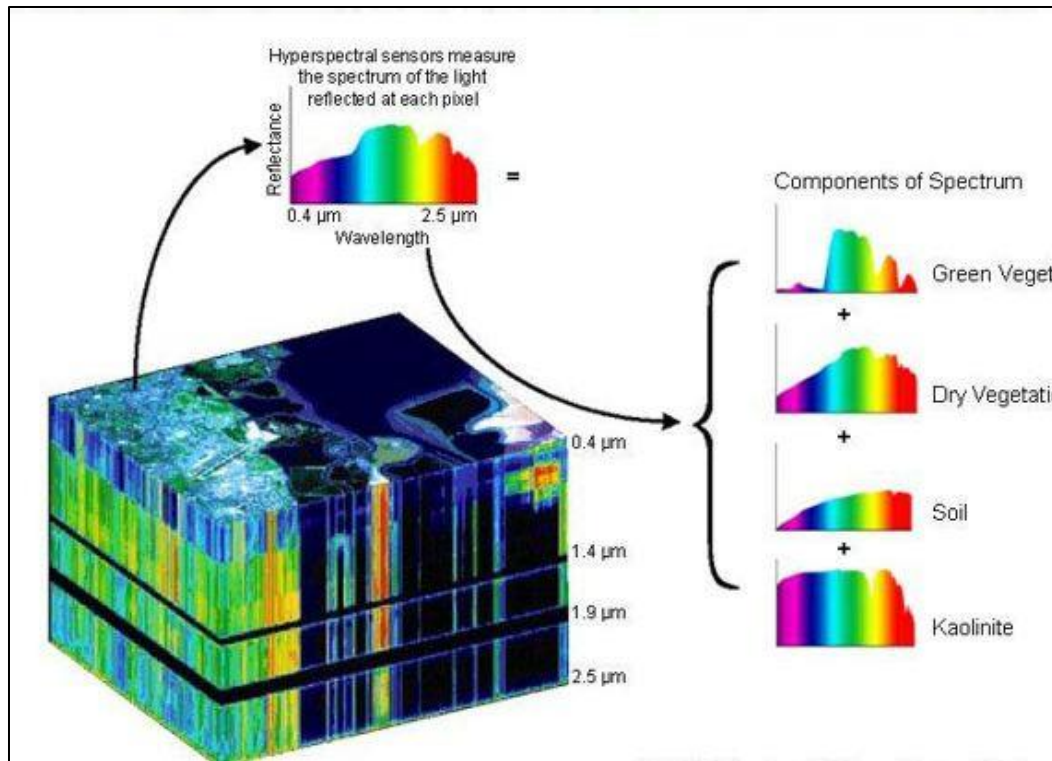 Hyperspectral sensors measure
the spectrum of the light
reflected at each pixel
Reflectance
0.4 µm
2.5 µm
Wavelength
=
Components of Spectrum
Green Veget
+
Dry Vegetati
+
Soil
+
Kaolinite
0.4 µm
1.4 µm
1.9 µm
2.5 µm